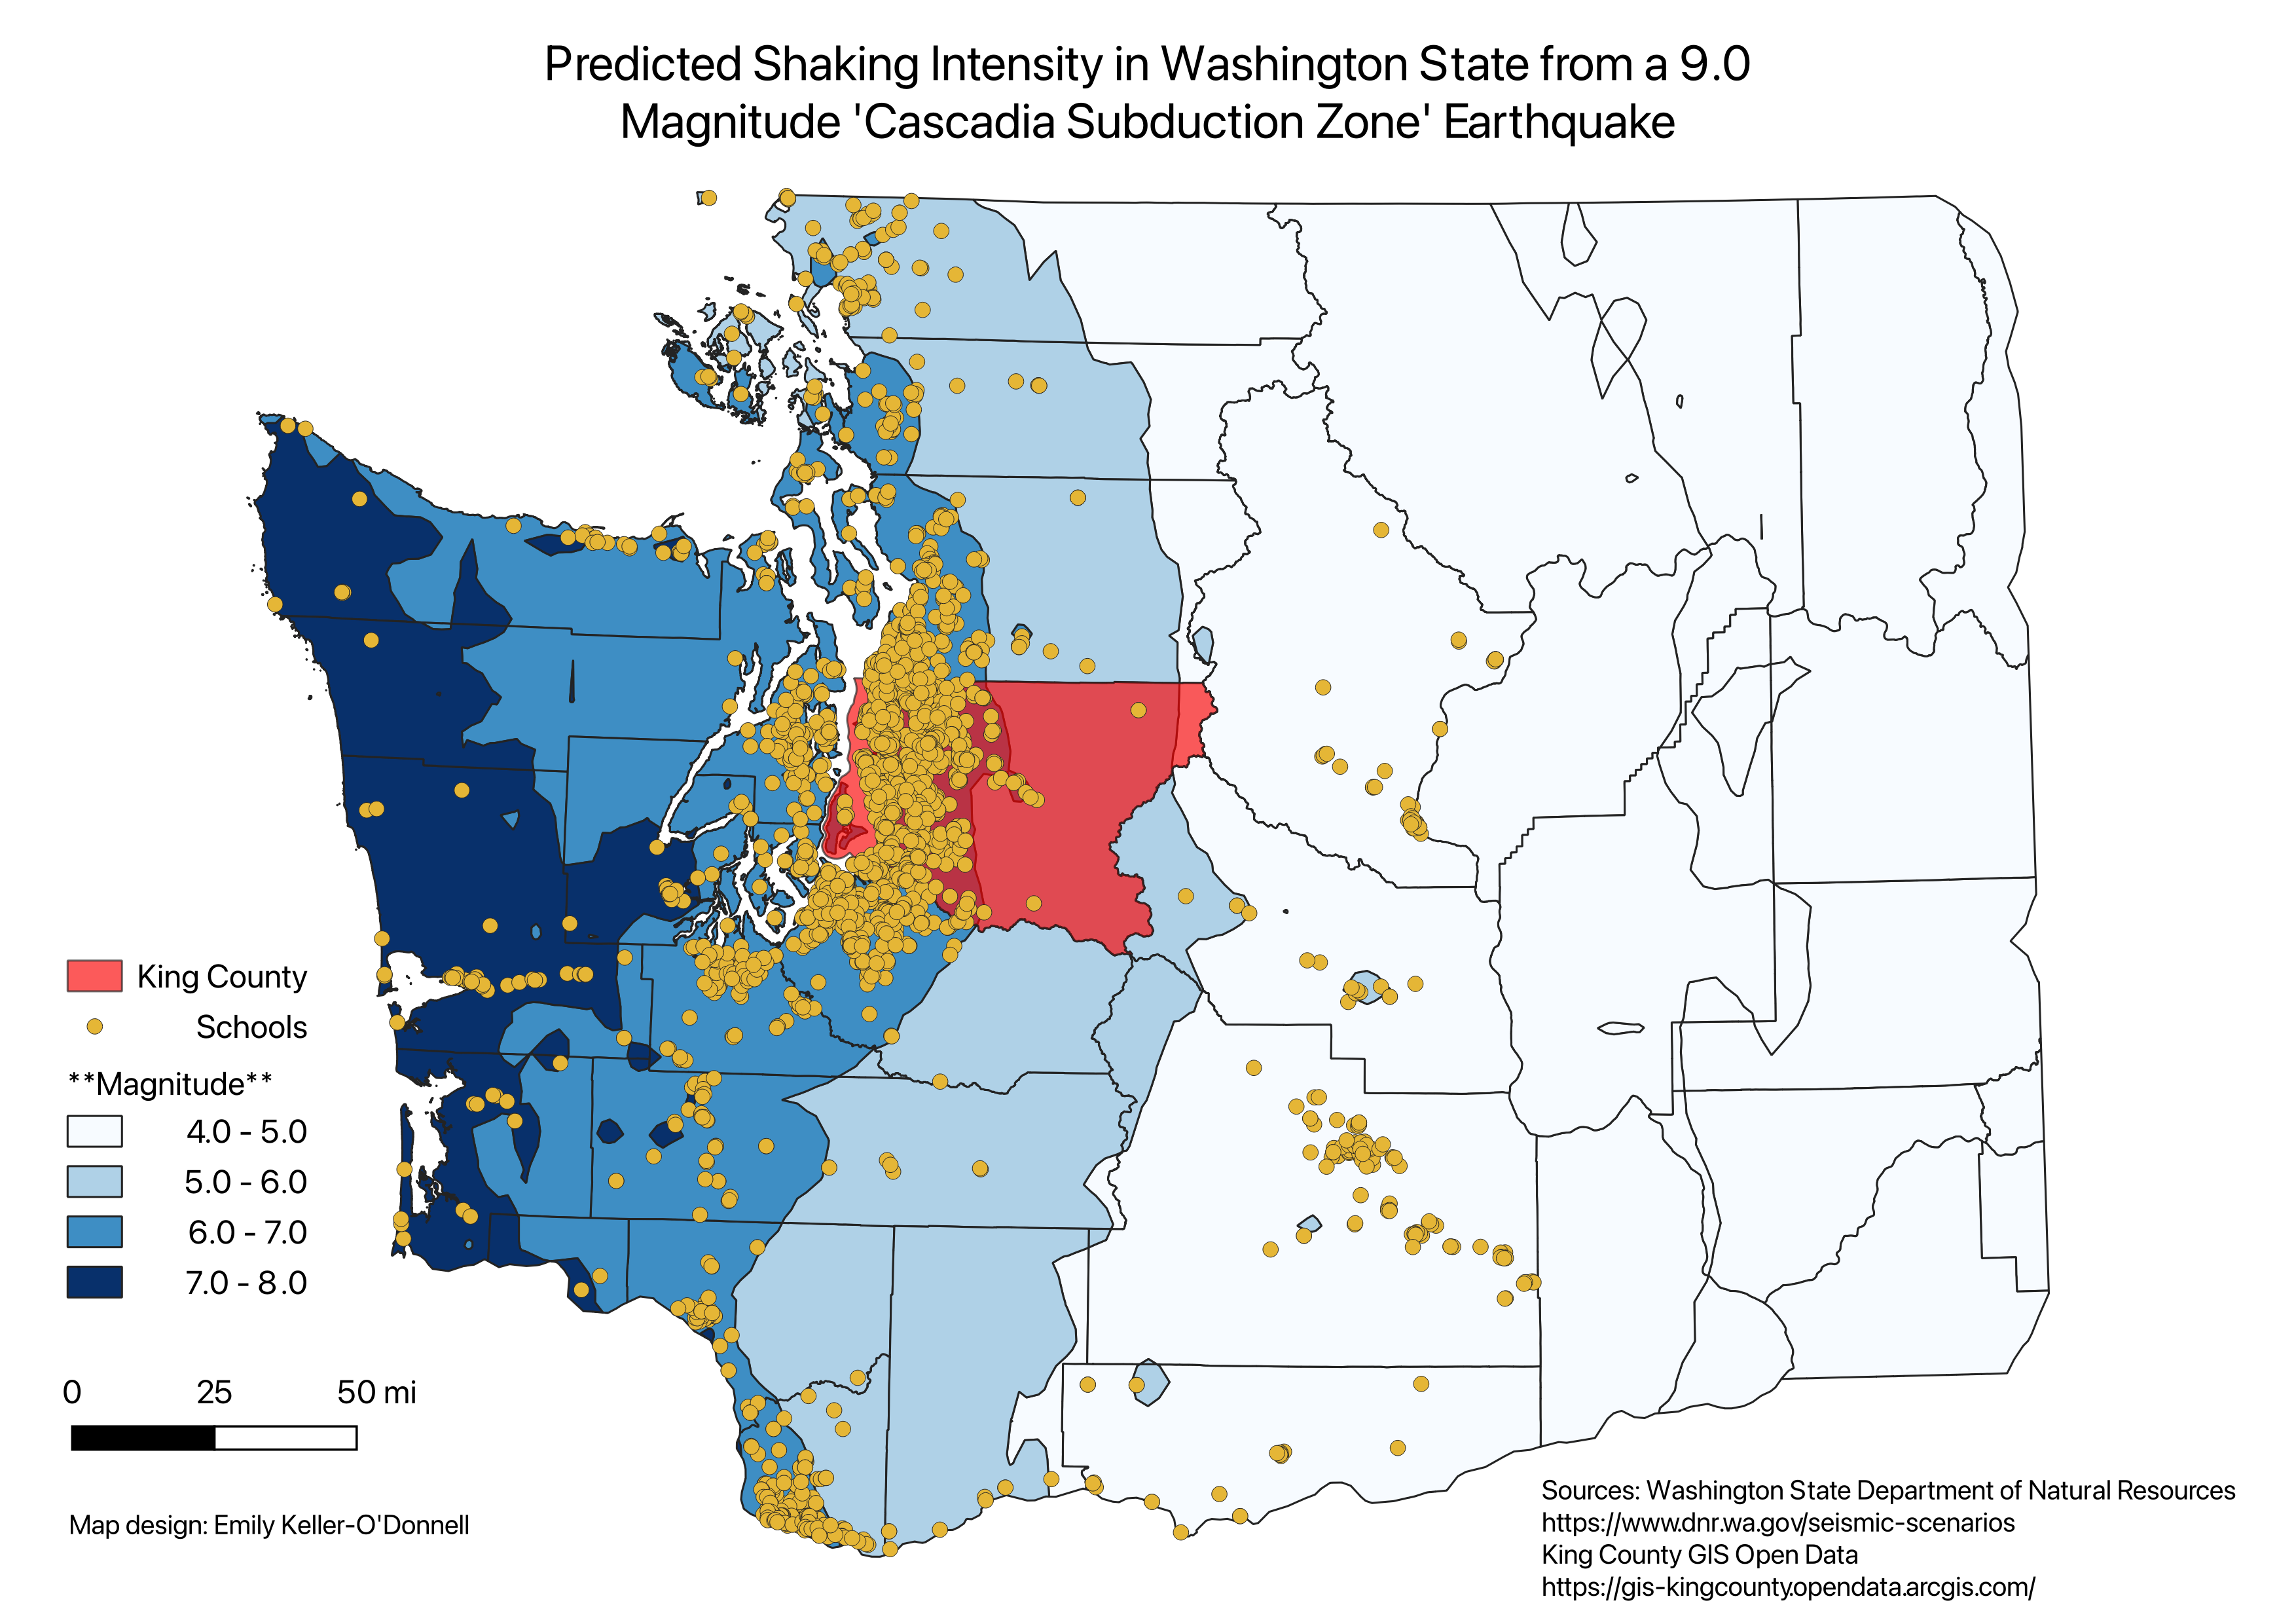 Predicted Shaking Intensity in Washington State from a 9.0
Magnitude 'Cascadia Subduction Zone' Earthquake
King County
Schools
**Magnitude**
4.0 - 5.0
5.0 - 6.0
6.0 - 7.0
7.0 - 8.0
0 25 50 mi
Map design: Emily Keller-O'Donnell
Sources: Washington State Department of Natural Resources
https://www.dnr.wa.gov/seismic-scenarios
King County GIS Open Data
https://gis-kingcounty.opendata.arcgis.com/